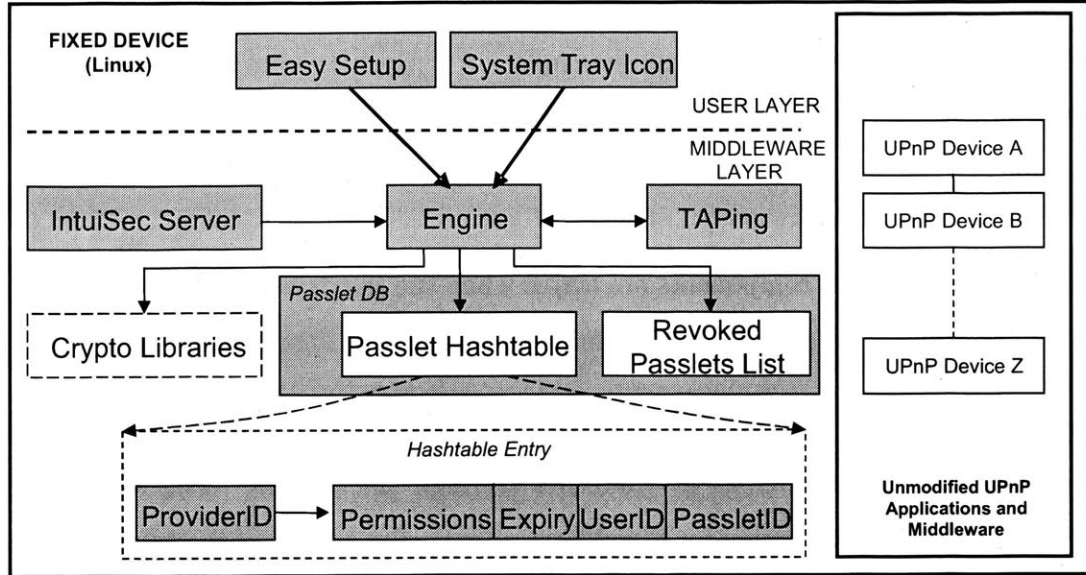 FIXED DEVICE
(Linux)
Easy Setup
System Tray Icon
USER LAYER
MIDDLEWARE
LAYER
IntuiSec Server
Engine
TAPing
Passlet DB
Crypto Libraries
Passlet Hashtable
Revoked
Passlets List
Hashtable Entry
ProviderID
Permissions
Expiry
UserID
PassletID
UPnP Device A
UPnP Device B
UPnP Device Z
Unmodified UPnP
Applications and
Middleware